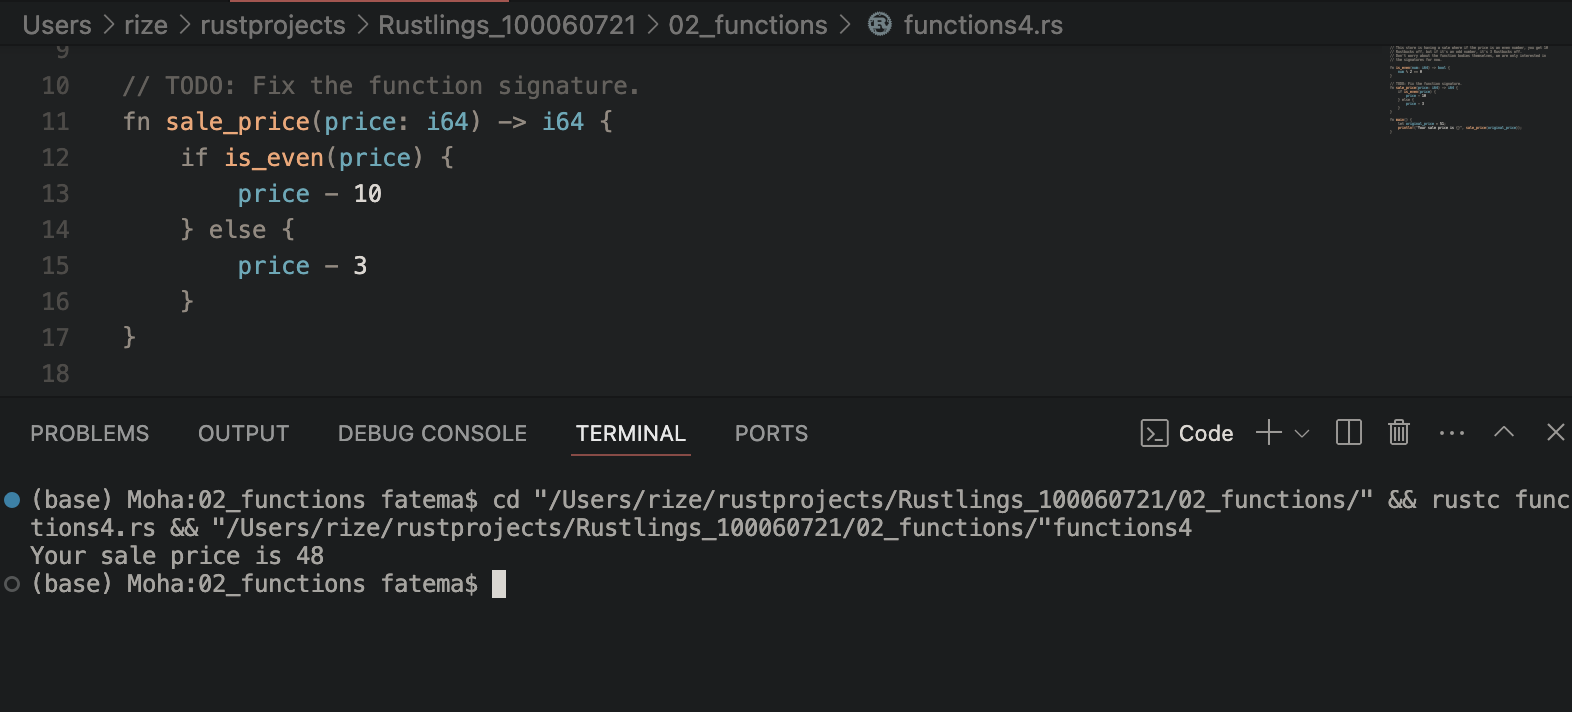 Users > rize > rustprojects > Rustlings_100060721 > 02_functions > functions4.rs
9
10 // TODO: Fix the function signature.
11 fn sale_price(price: i64) -> i64 {
12 if is_even(price) {
13 price - 10
14 } else {
15 price - 3
16 }
17 }
18
PROBLEMS OUTPUT DEBUG CONSOLE TERMINAL PORTS Code
(base) Moha:02_functions fatema$ cd "/Users/rize/rustprojects/Rustlings_100060721/02_functions/" && rustc func
tions4.rs && "/Users/rize/rustprojects/Rustlings_100060721/02_functions/"functions4
Your sale price is 48
(base) Moha:02_functions fatema$